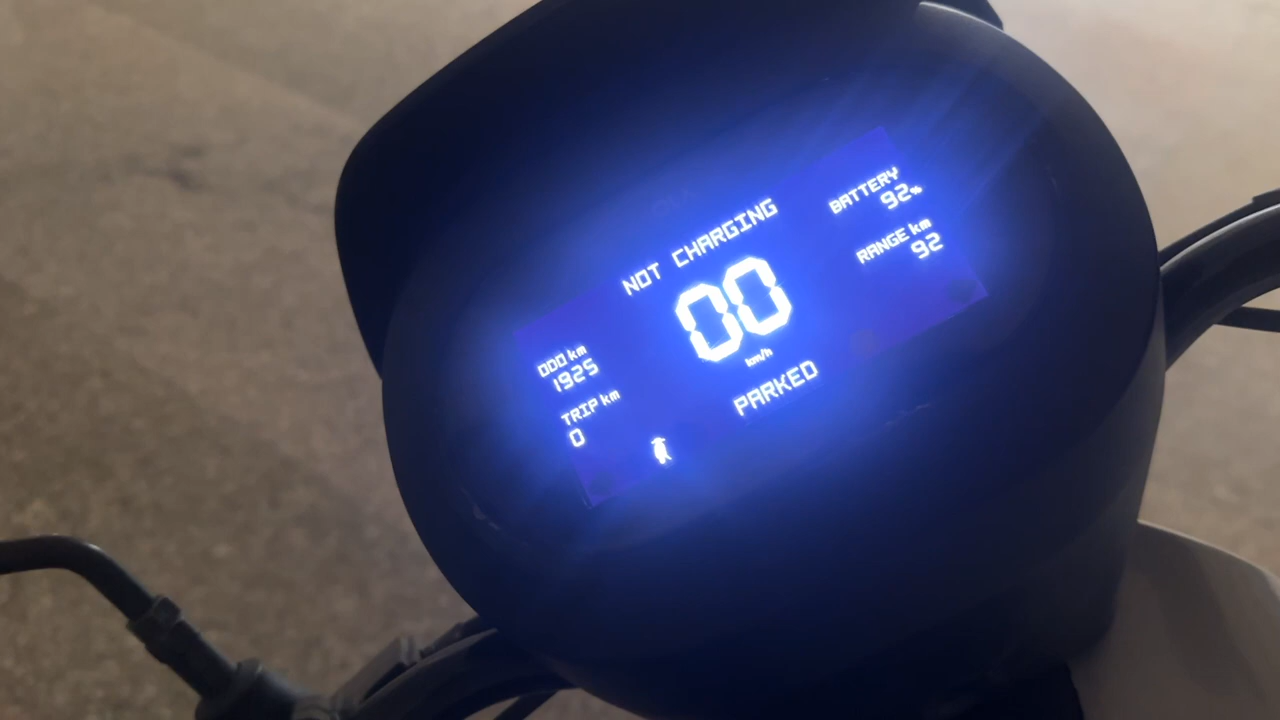 NOT CHARGING
00
km/h
PARKED
BATTERY
92%
RANGE km
92
ODO km
1925
TRIP km
0